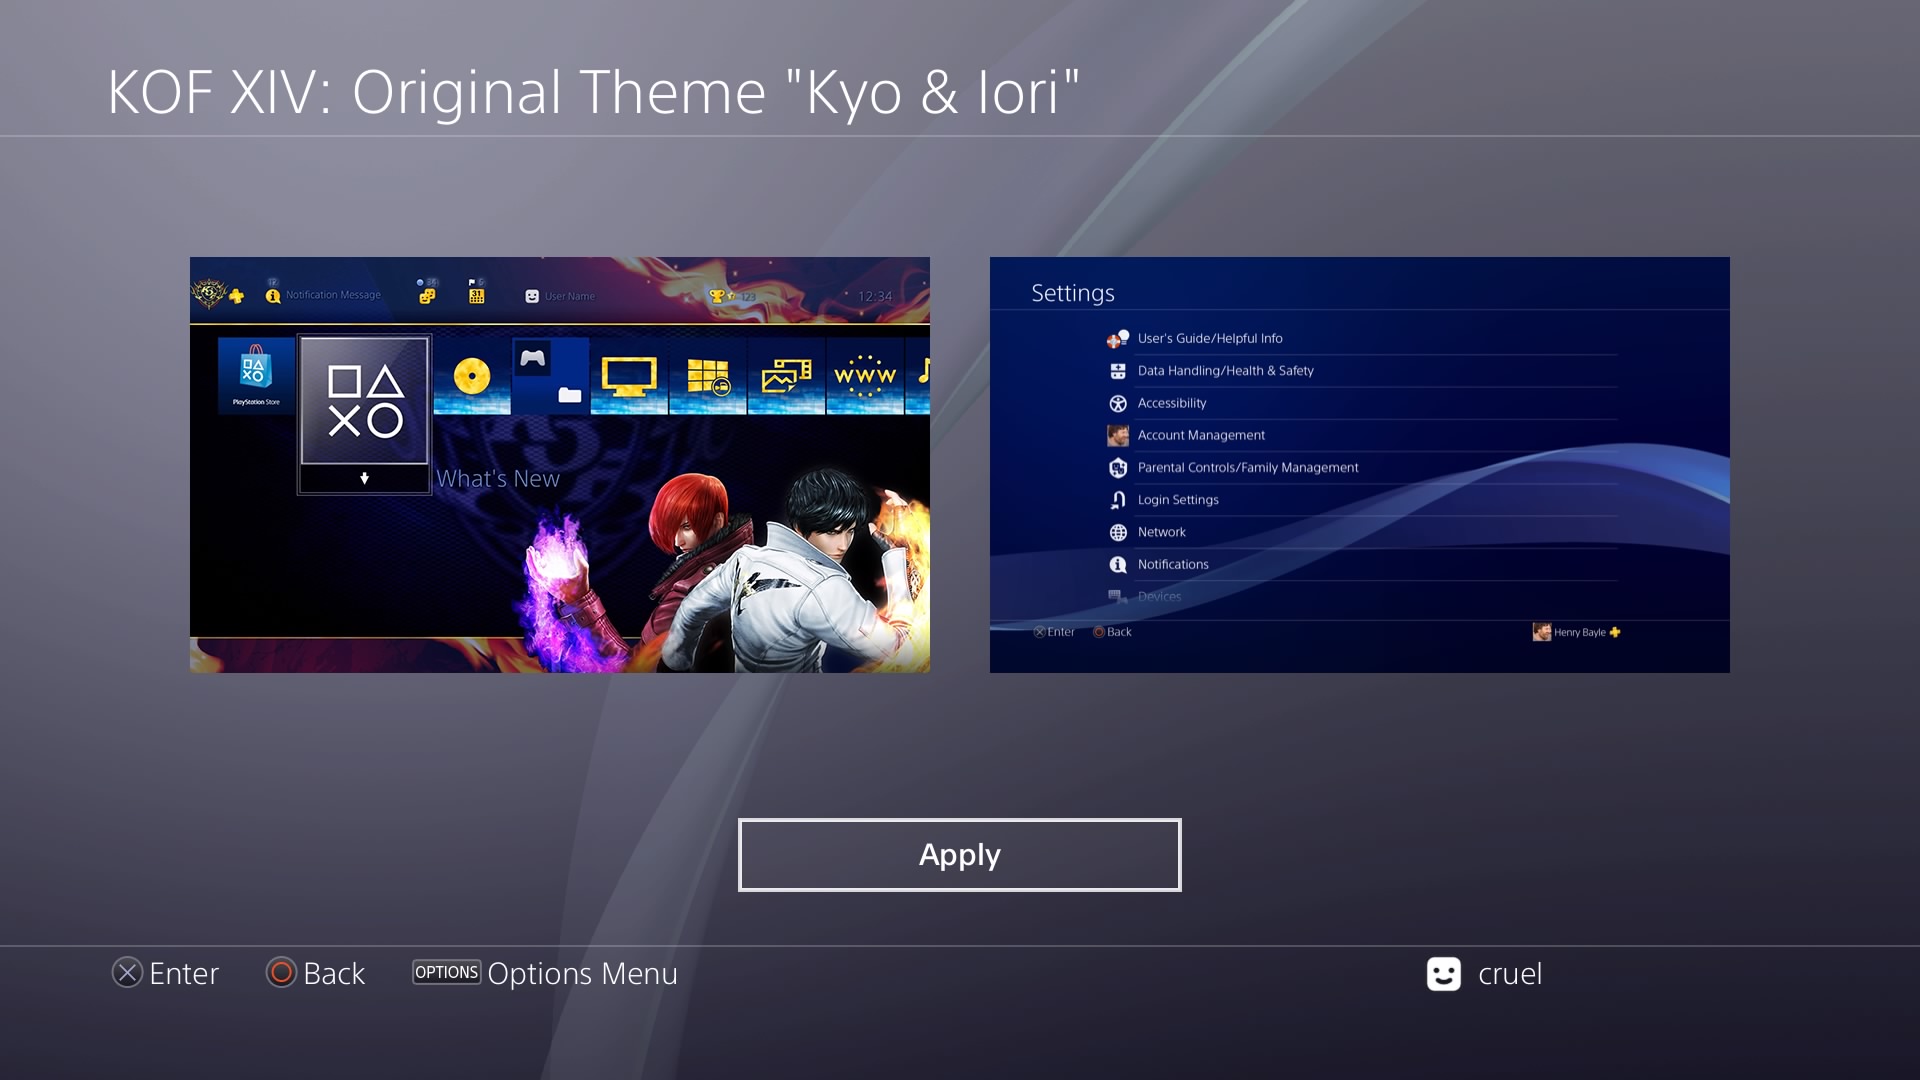 KOF XIV: Original Theme "Kyo & Iori"
12
Notification Message
5
User Name
123
12:34
PlayStation Store
WWW
What's New
Settings
User's Guide/Helpful Info
Data Handling/Health & Safety
Accessibility
Account Management
Parental Controls/Family Management
Login Settings
Network
Notifications
Devices
Enter
Back
Henry Bayle
Apply
Enter
Back
OPTIONS Options Menu
cruel